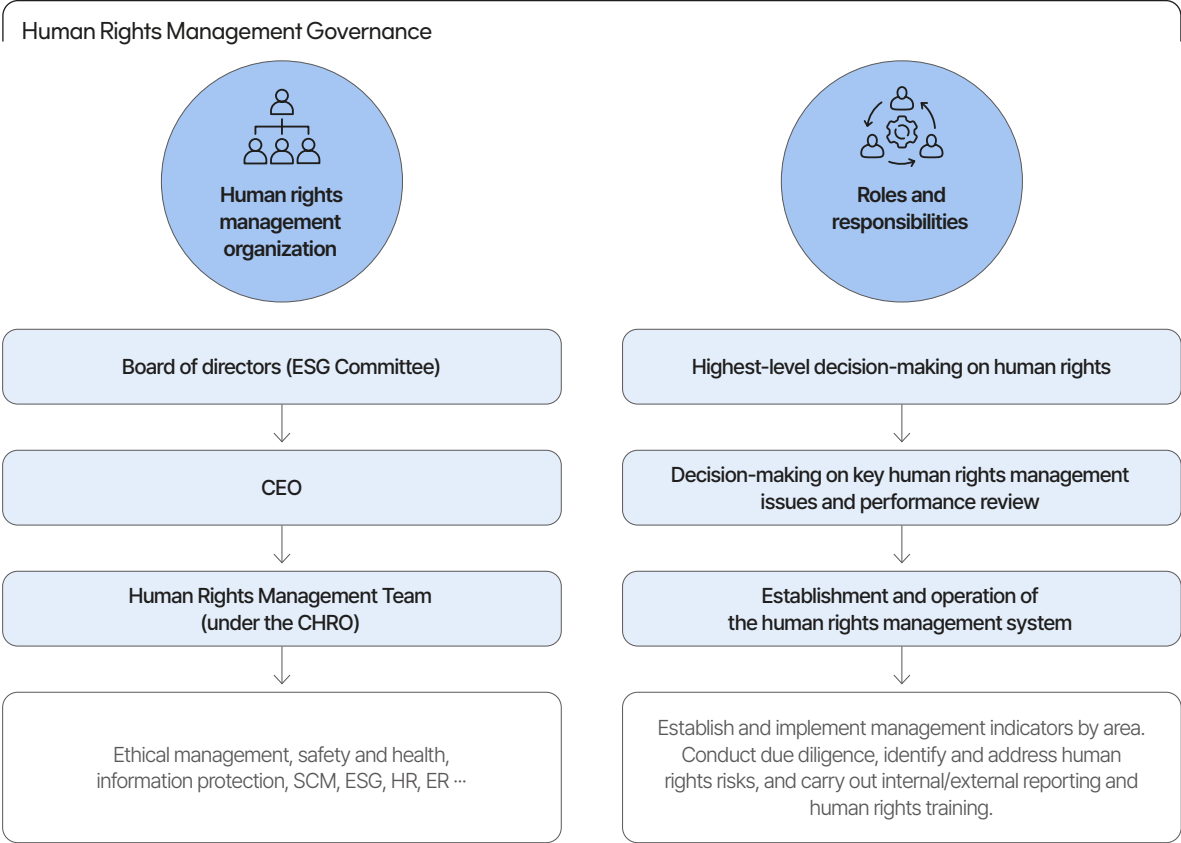 Human Rights Management Governance
Human rights
management
organization
Roles and
responsibilities
Board of directors (ESG Committee)
Highest-level decision-making on human rights
CEO
Decision-making on key human rights management
issues and performance review
Human Rights Management Team
(under the CHRO)
Establishment and operation of
the human rights management system
Ethical management, safety and health,
information protection, SCM, ESG, HR, ER ···
Establish and implement management indicators by area.
Conduct due diligence, identify and address human
rights risks, and carry out internal/external reporting and
human rights training.